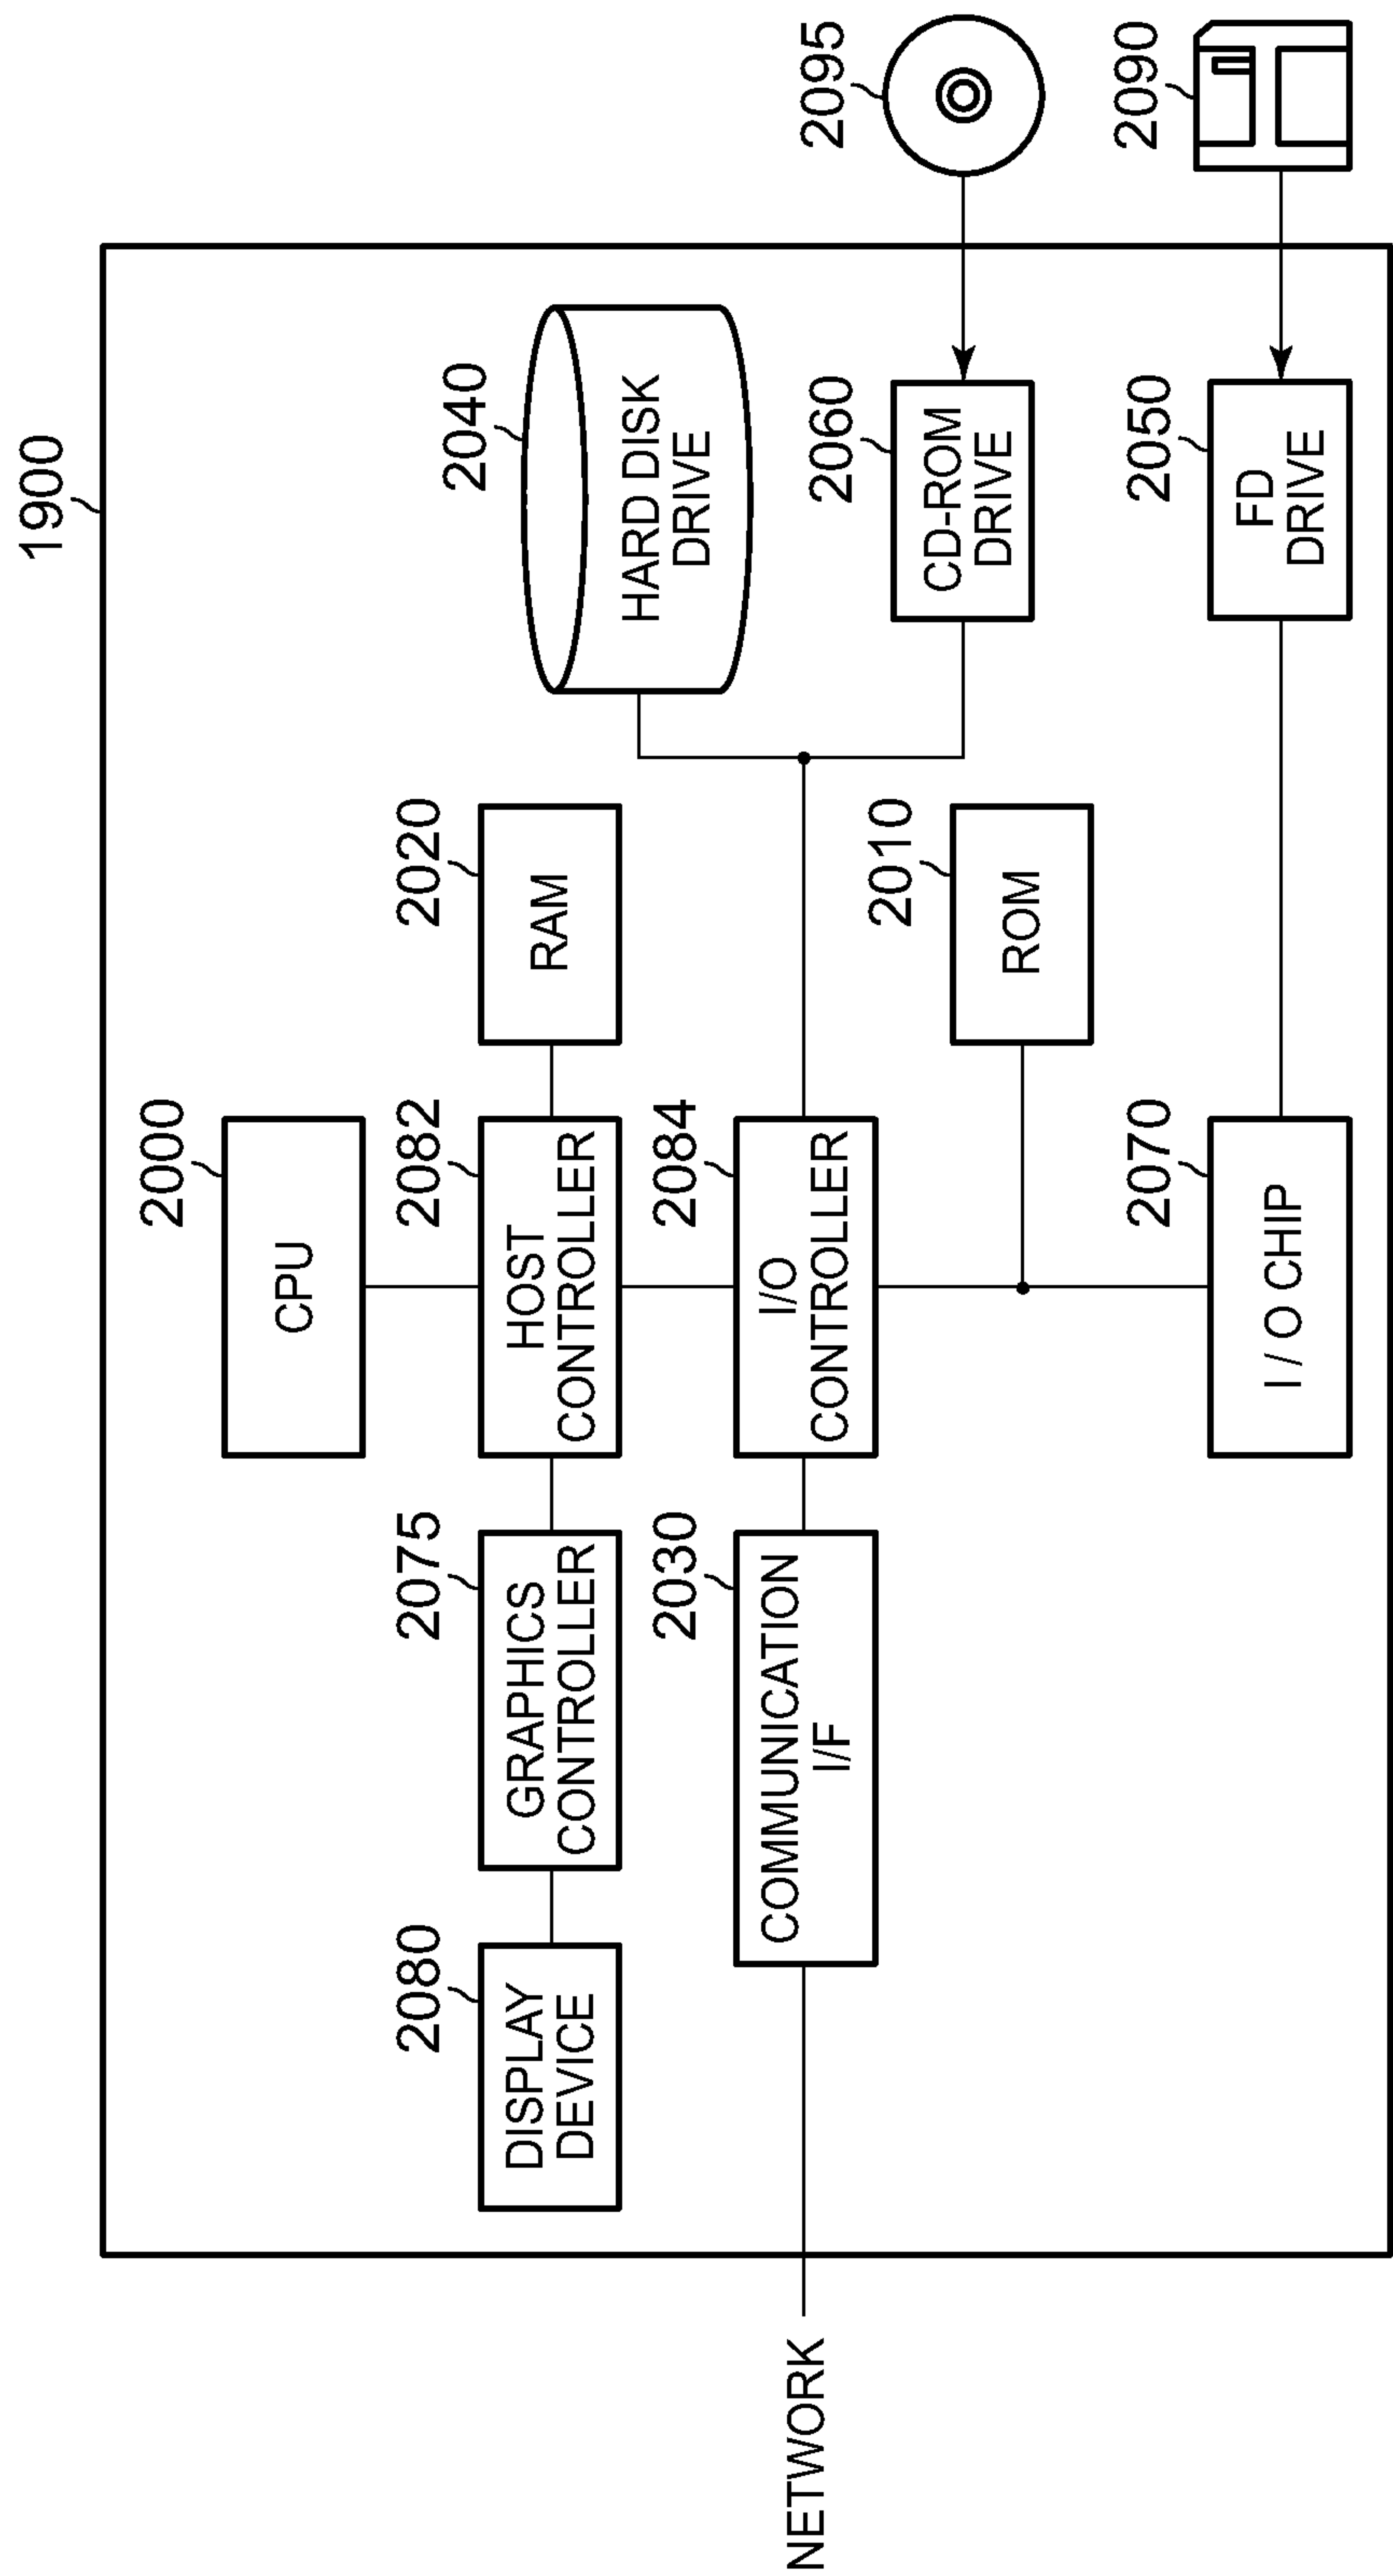 1900
2000
CPU
2080
DISPLAY
DEVICE
2075
GRAPHICS
CONTROLLER
2082
HOST
CONTROLLER
2020
RAM
2040
HARD DISK
DRIVE
2095
NETWORK
2030
COMMUNICATION
I/F
2084
I/O
CONTROLLER
2060
CD-ROM
DRIVE
2010
ROM
2090
2070
I / O CHIP
2050
FD
DRIVE